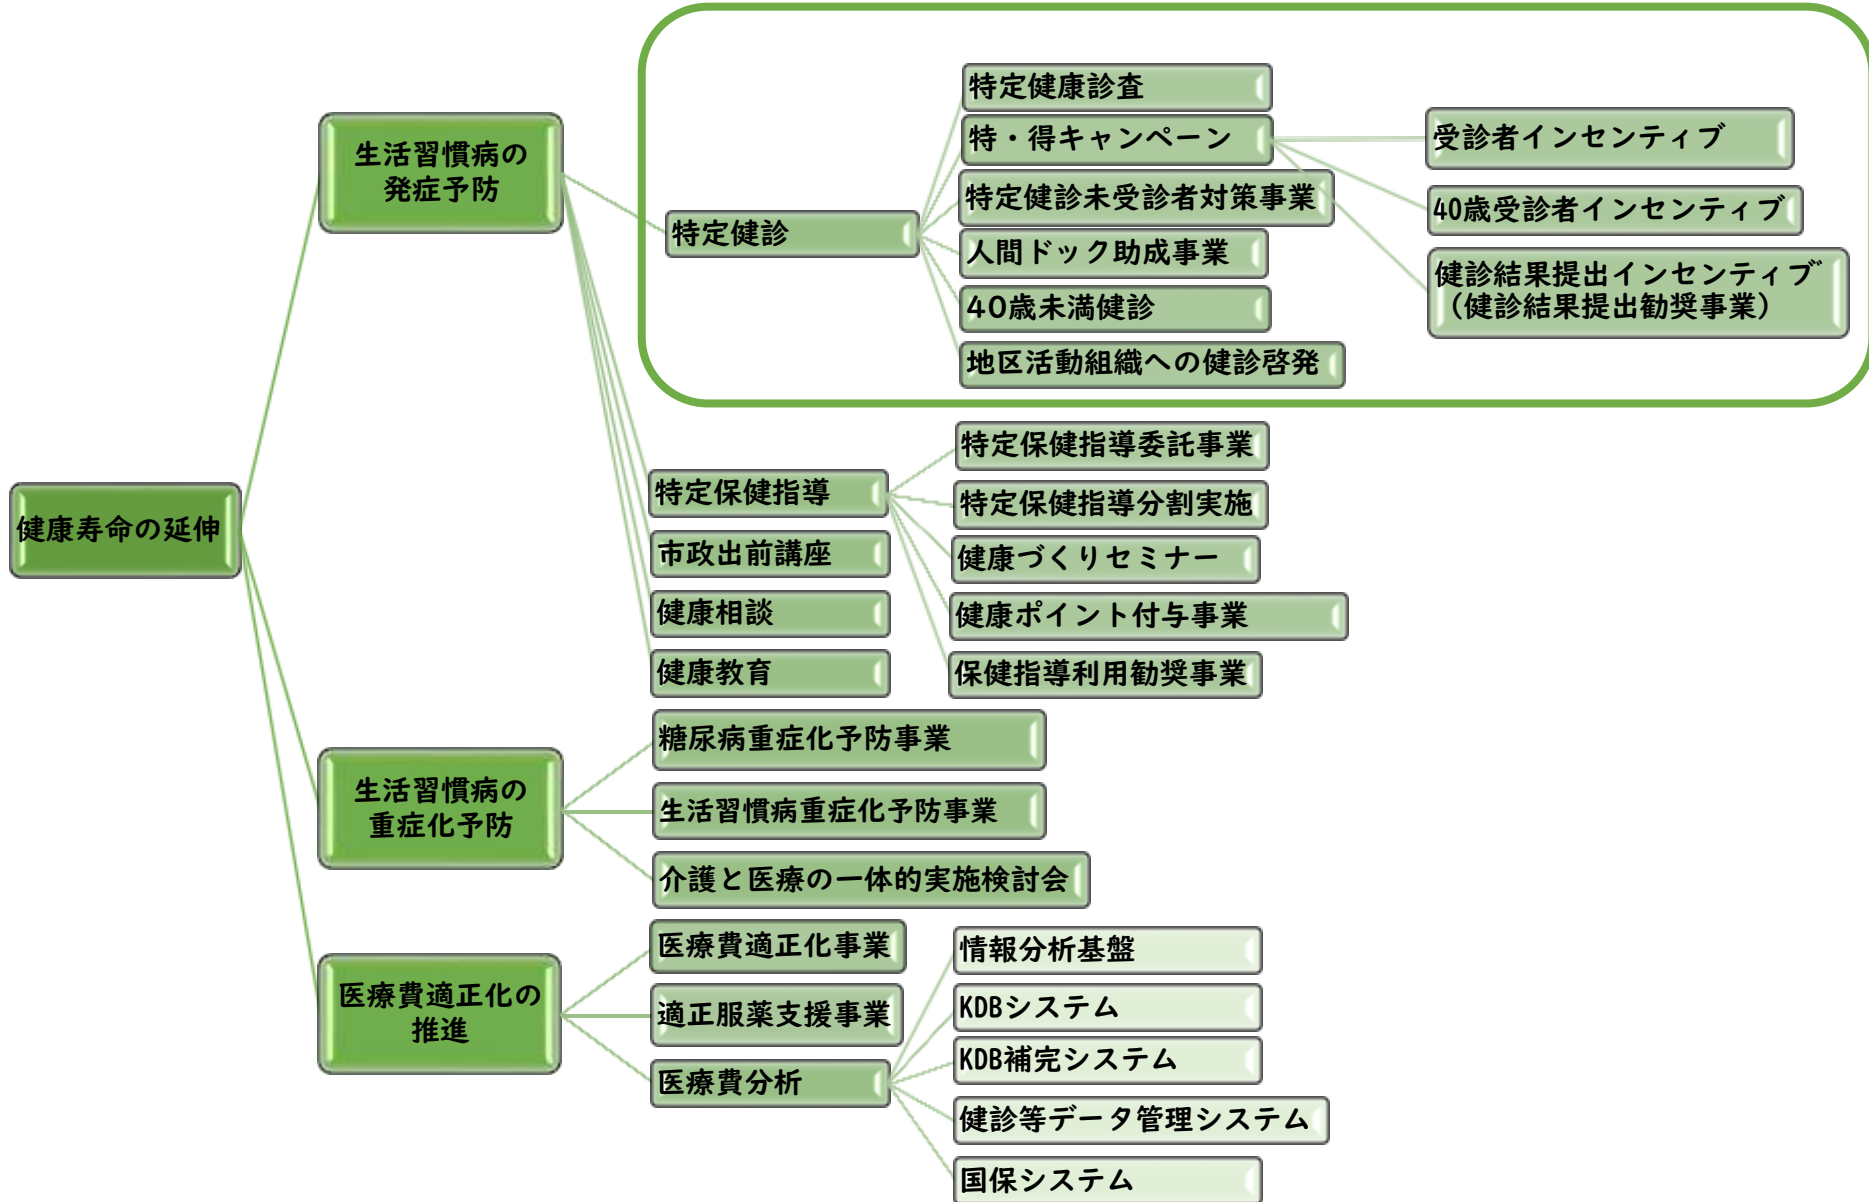 健康寿命の延伸
生活習慣病の
発症予防
特定健診
特定健康診査
特・得キャンペーン
受診者インセンティブ
40歳受診者インセンティブ
健診結果提出インセンティブ
(健診結果提出勧奨事業)
特定健診未受診者対策事業
人間ドック助成事業
40歳未満健診
地区活動組織への健診啓発
特定保健指導
特定保健指導委託事業
特定保健指導分割実施
健康づくりセミナー
健康ポイント付与事業
保健指導利用勧奨事業
市政出前講座
健康相談
健康教育
生活習慣病の
重症化予防
糖尿病重症化予防事業
生活習慣病重症化予防事業
介護と医療の一体的実施検討会
医療費適正化の
推進
医療費適正化事業
適正服薬支援事業
医療費分析
情報分析基盤
KDBシステム
KDB補完システム
健診等データ管理システム
国保システム